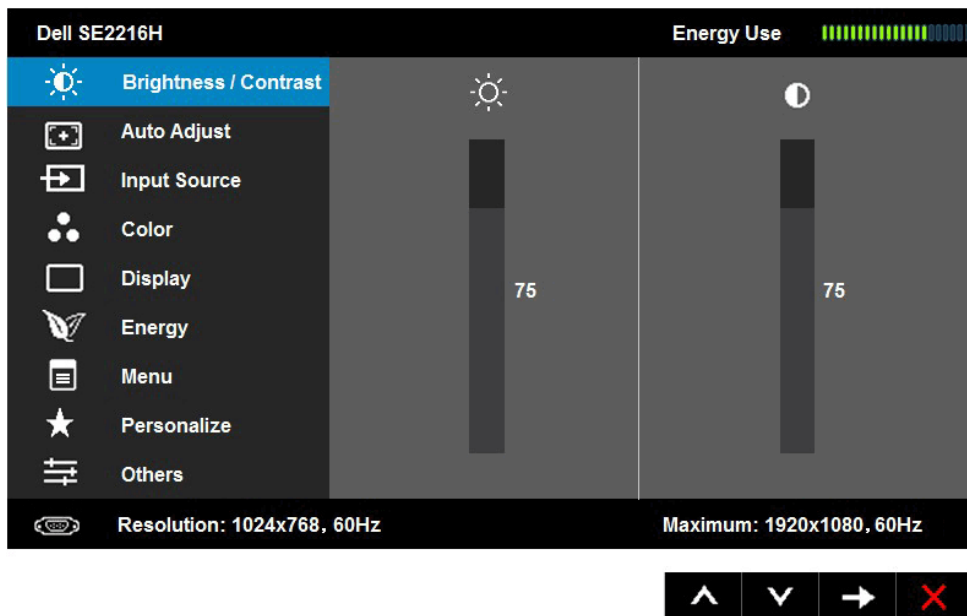 Dell SE2216H Energy Use
Brightness / Contrast
Auto Adjust
Input Source
Color
Display
75 75
Energy
Menu
Personalize
Others
Resolution: 1024x768, 60Hz Maximum: 1920x1080, 60Hz